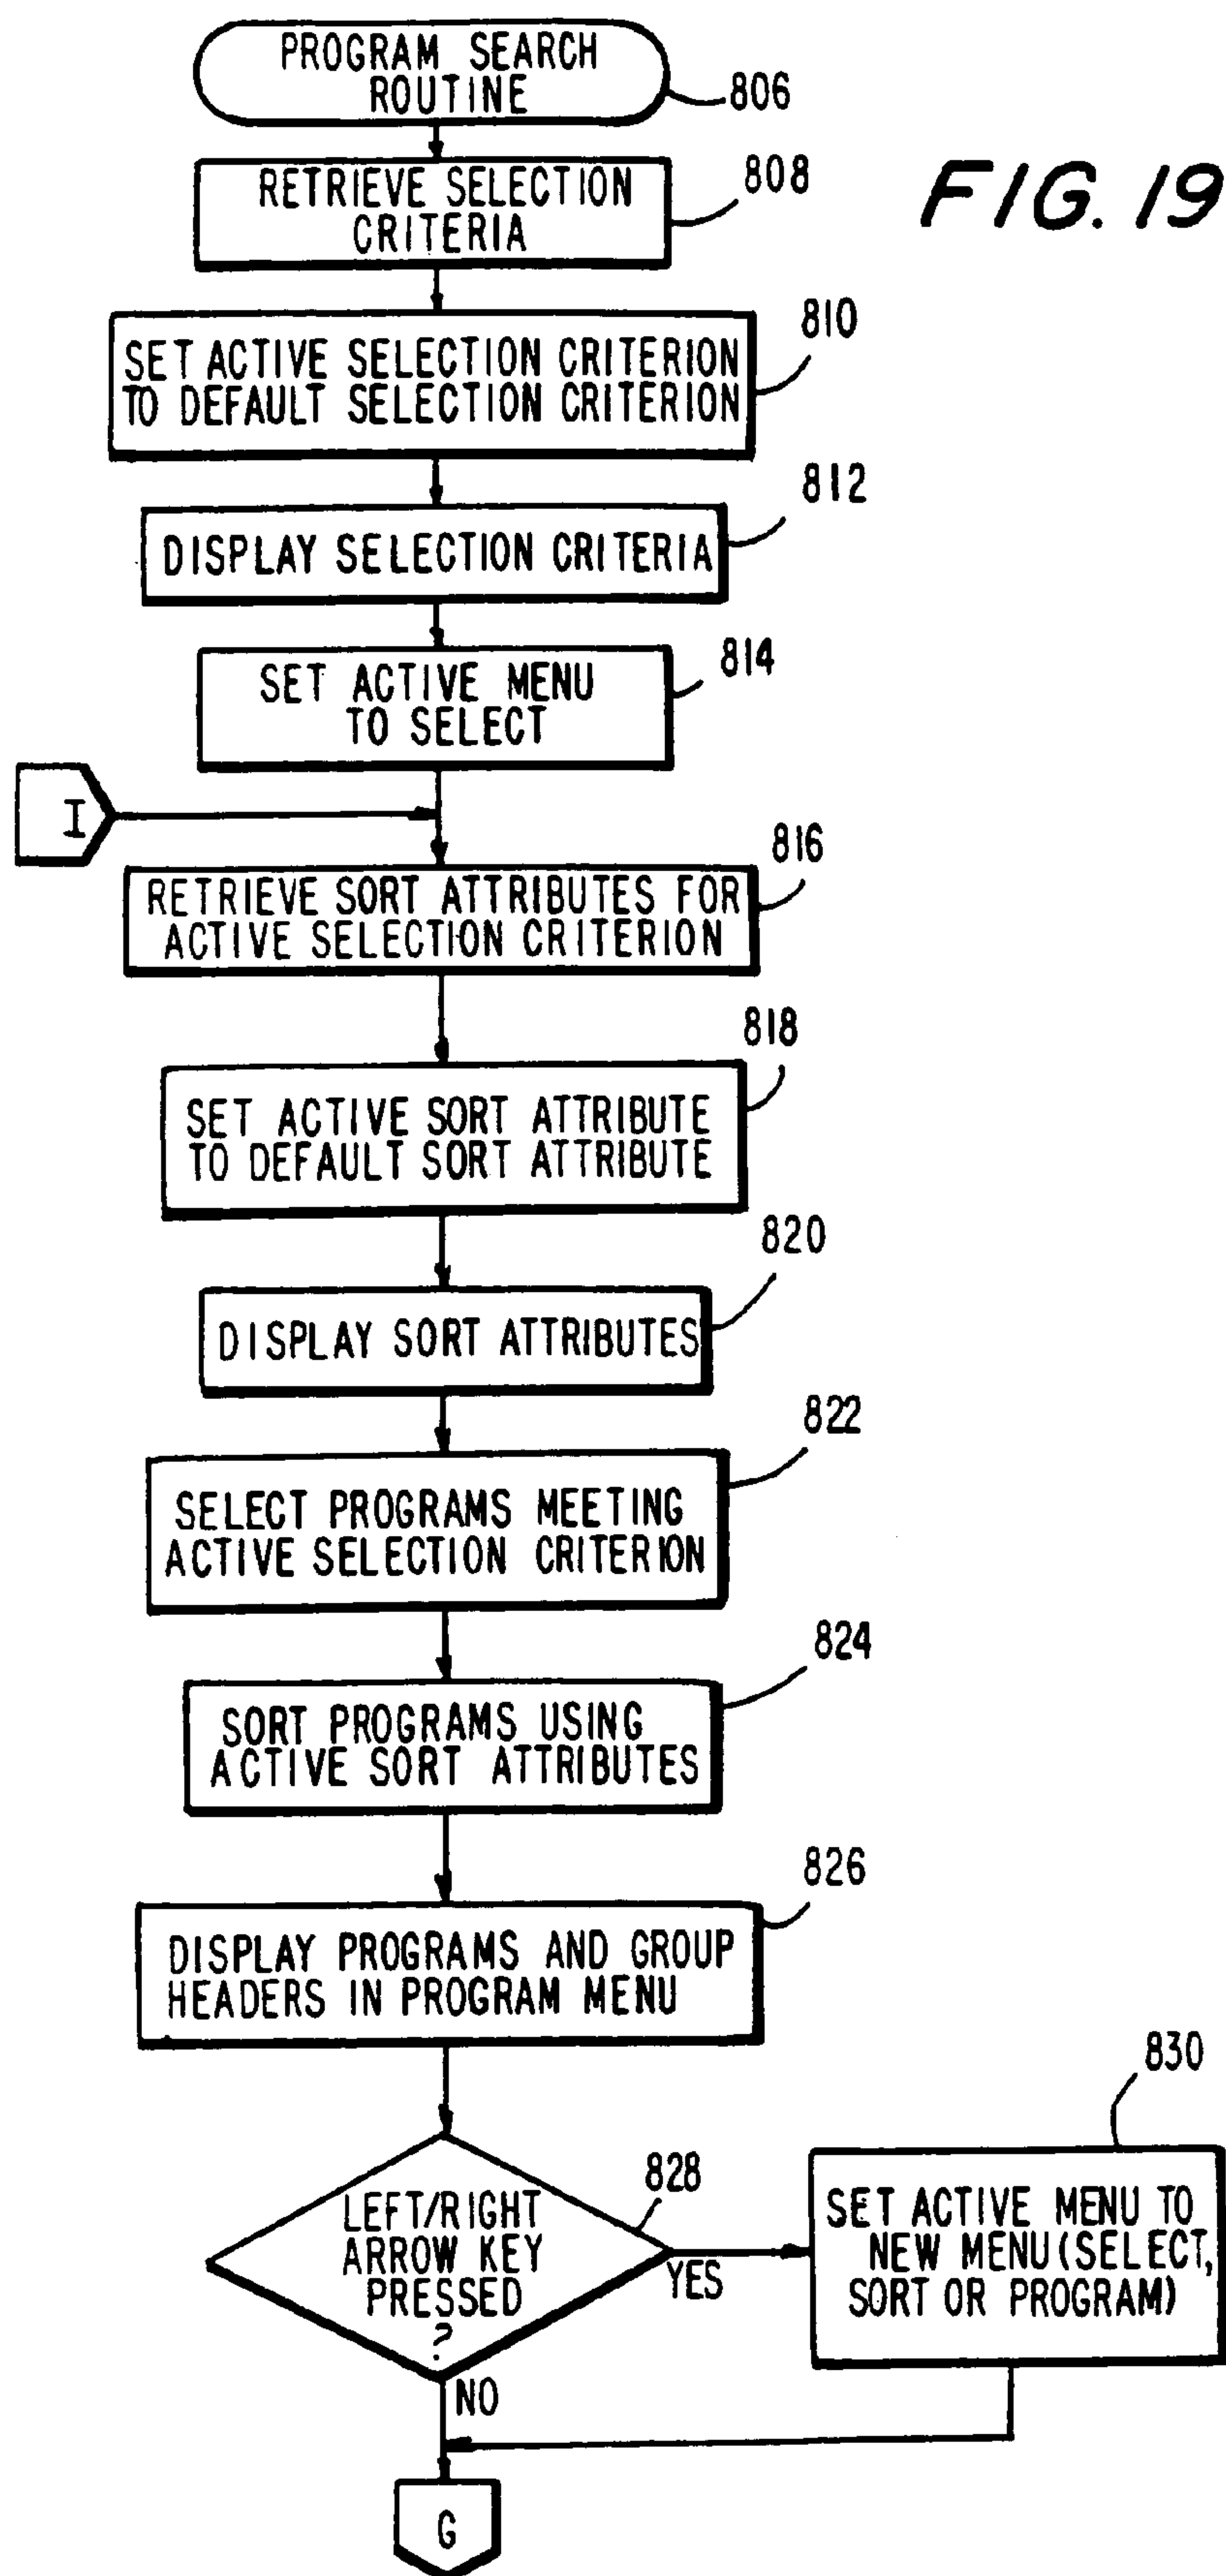 PROGRAM SEARCH
ROUTINE
806
FIG. 19
RETRIEVE SELECTION
CRITERIA
808
SET ACTIVE SELECTION CRITERION
TO DEFAULT SELECTION CRITERION
810
DISPLAY SELECTION CRITERIA
812
SET ACTIVE MENU
TO SELECT
814
I
RETRIEVE SORT ATTRIBUTES FOR
ACTIVE SELECTION CRITERION
816
SET ACTIVE SORT ATTRIBUTE
TO DEFAULT SORT ATTRIBUTE
818
DISPLAY SORT ATTRIBUTES
820
SELECT PROGRAMS MEETING
ACTIVE SELECTION CRITERION
822
SORT PROGRAMS USING
ACTIVE SORT ATTRIBUTES
824
DISPLAY PROGRAMS AND GROUP
HEADERS IN PROGRAM MENU
826
LEFT/RIGHT
ARROW KEY
PRESSED
?
828
YES
SET ACTIVE MENU TO
NEW MENU (SELECT,
SORT OR PROGRAM)
830
NO
G